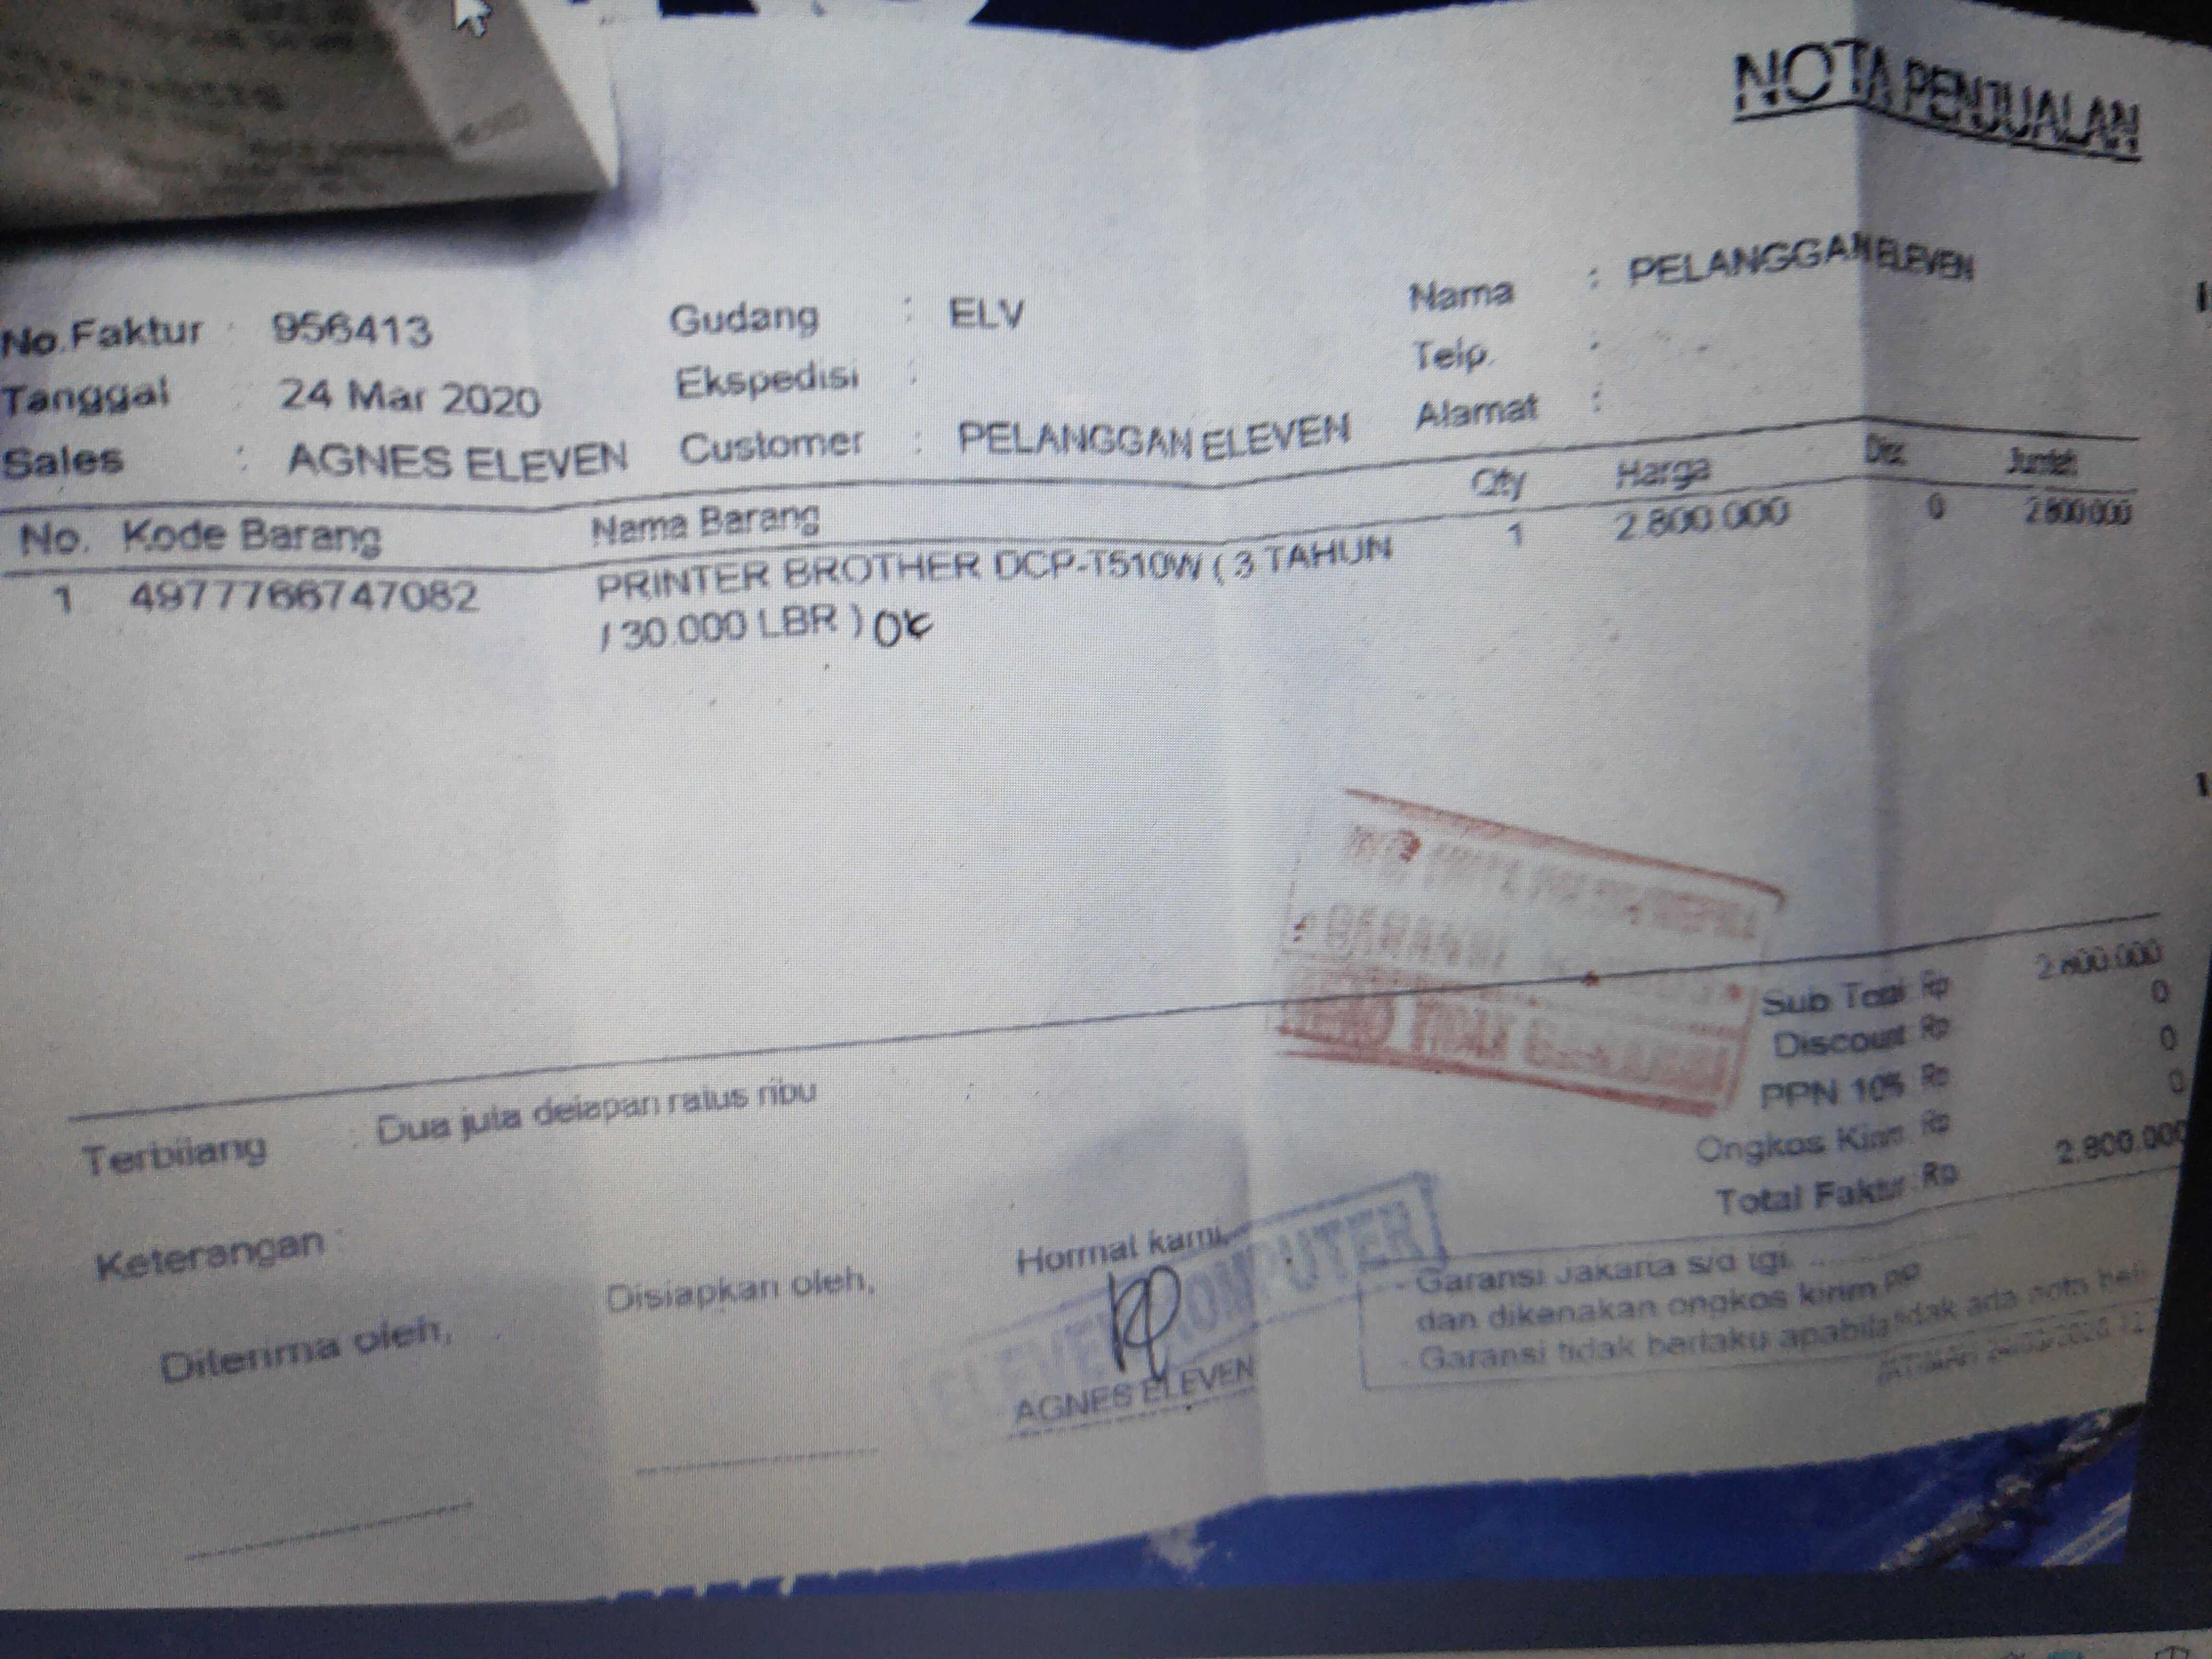 NOTA PENJUALAN
No.Faktur : 956413
Tanggal : 24 Mar 2020
Sales : AGNES ELEVEN
Gudang : ELV
Ekspedisi :
Customer : PELANGGAN ELEVEN
Nama : PELANGGAN ELEVEN
Telp. :
Alamat :
No. Kode Barang Nama Barang Qty Harga Disc Jumlah
1 4977766747082 PRINTER BROTHER DCP-T510W ( 3 TAHUN 1 2.800.000 0 2.800.000
/ 30.000 LBR ) OK
Sub Total Rp 2.800.000
Discount Rp 0
PPN 10% Rp 0
Ongkos Kirim Rp 0
Total Faktur Rp 2.800.000
Terbilang : Dua juta delapan ratus ribu
Keterangan :
Diterima oleh,
Disiapkan oleh,
Hormat kami,
ELEVEN KOMPUTER
AGNES ELEVEN
- Garansi Jakarta s/d tgl. ............
dan dikenakan ongkos kirim PP
- Garansi tidak berlaku apabila tidak ada nota beli